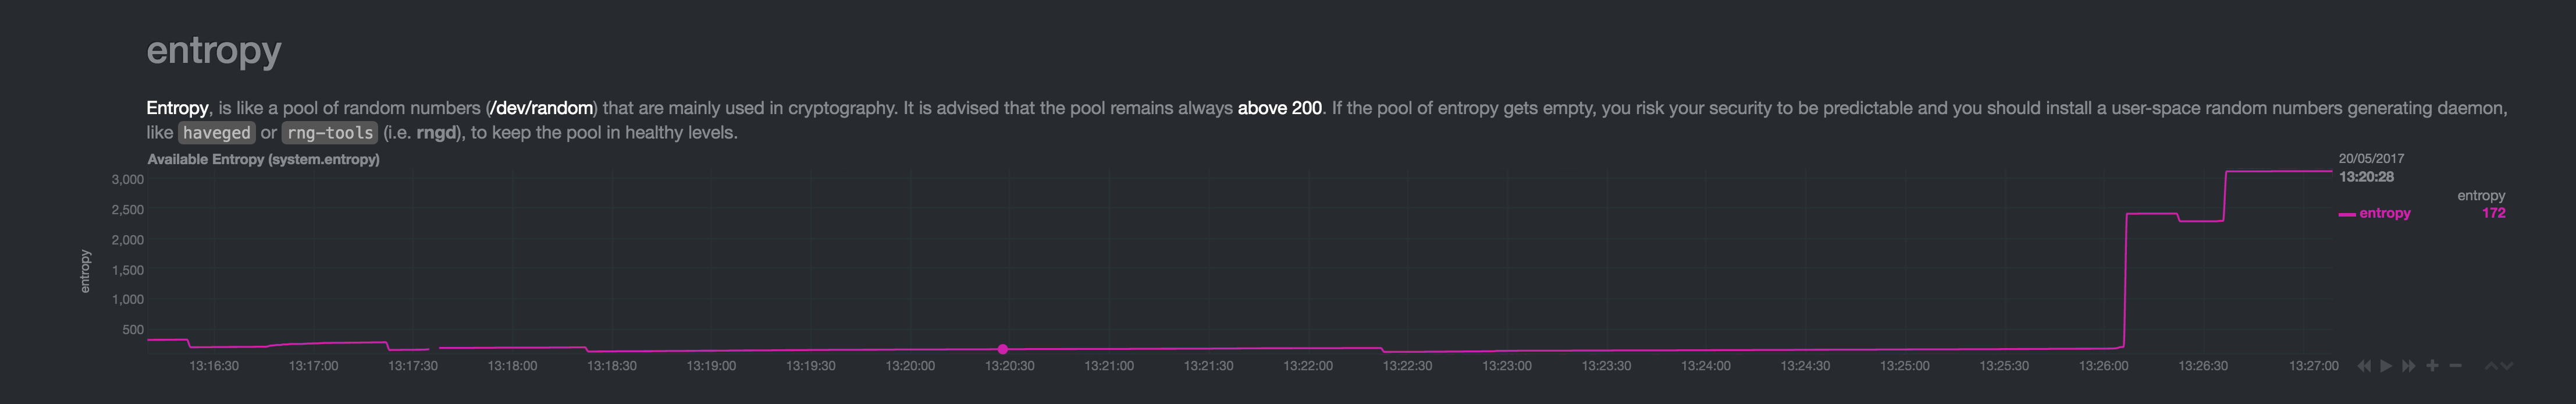 entropy
Entropy, is like a pool of random numbers (/dev/random) that are mainly used in cryptography. It is advised that the pool remains always above 200. If the pool of entropy gets empty, you risk your security to be predictable and you should install a user-space random numbers generating daemon,
like haveged or rng-tools (i.e. rngd), to keep the pool in healthy levels.
Available Entropy (system.entropy)
20/05/2017
13:20:28
entropy
entropy 172
3,000
2,500
2,000
1,500
1,000
500
entropy
13:16:30 13:17:00 13:17:30 13:18:00 13:18:30 13:19:00 13:19:30 13:20:00 13:20:30 13:21:00 13:21:30 13:22:00 13:22:30 13:23:00 13:23:30 13:24:00 13:24:30 13:25:00 13:25:30 13:26:00 13:26:30 13:27:00